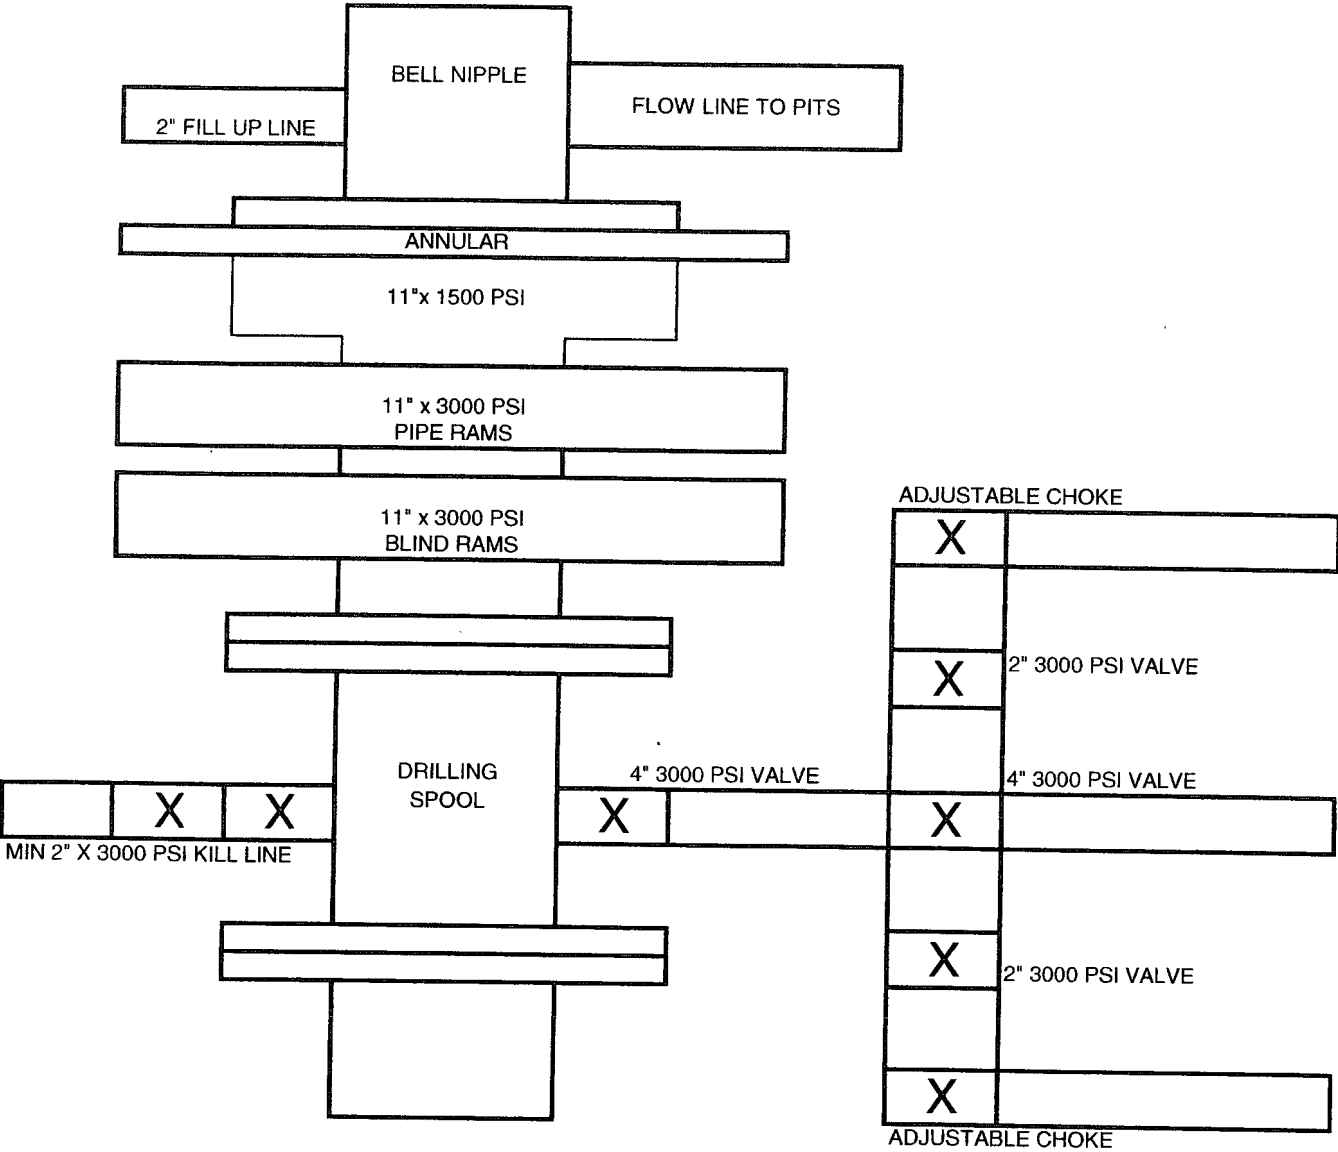 BELL NIPPLE
FLOW LINE TO PITS
2" FILL UP LINE
ANNULAR
11"x 1500 PSI
11" x 3000 PSI
PIPE RAMS
11" x 3000 PSI
BLIND RAMS
ADJUSTABLE CHOKE
X
X
2" 3000 PSI VALVE
DRILLING
SPOOL
4" 3000 PSI VALVE
4" 3000 PSI VALVE
X X
X
X
MIN 2" X 3000 PSI KILL LINE
X
2" 3000 PSI VALVE
X
ADJUSTABLE CHOKE